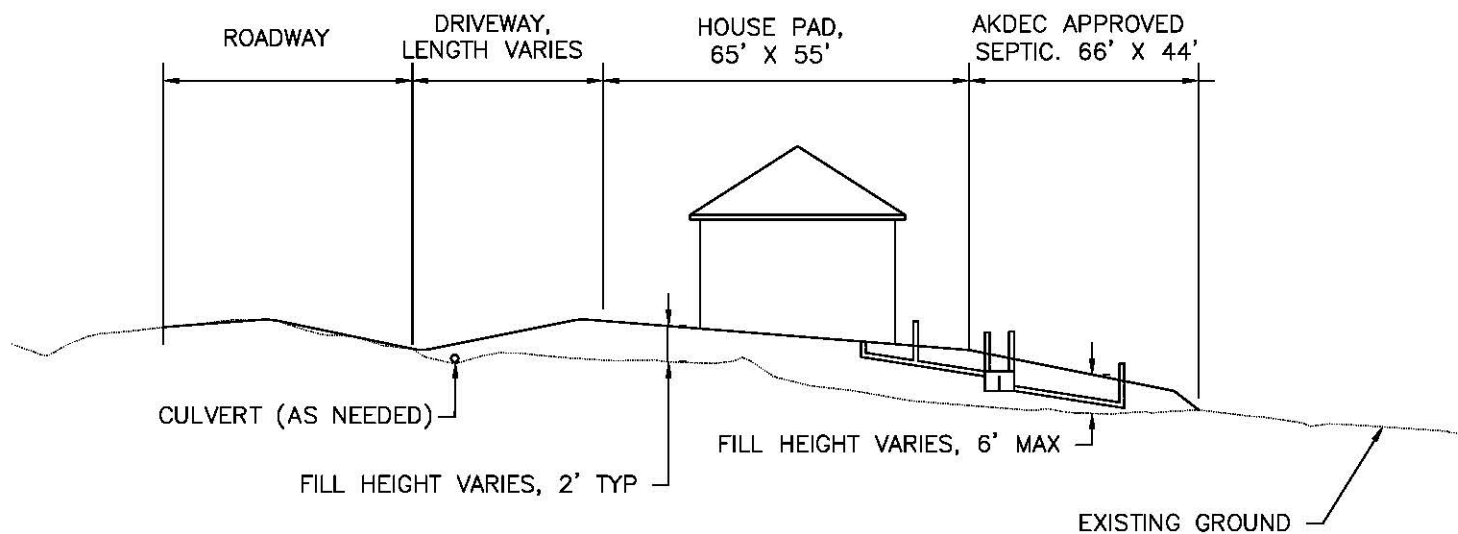 ROADWAY
DRIVEWAY,
LENGTH VARIES
HOUSE PAD,
65' X 55'
AKDEC APPROVED
SEPTIC. 66' X 44'
CULVERT (AS NEEDED)
FILL HEIGHT VARIES, 6' MAX
FILL HEIGHT VARIES, 2' TYP
EXISTING GROUND